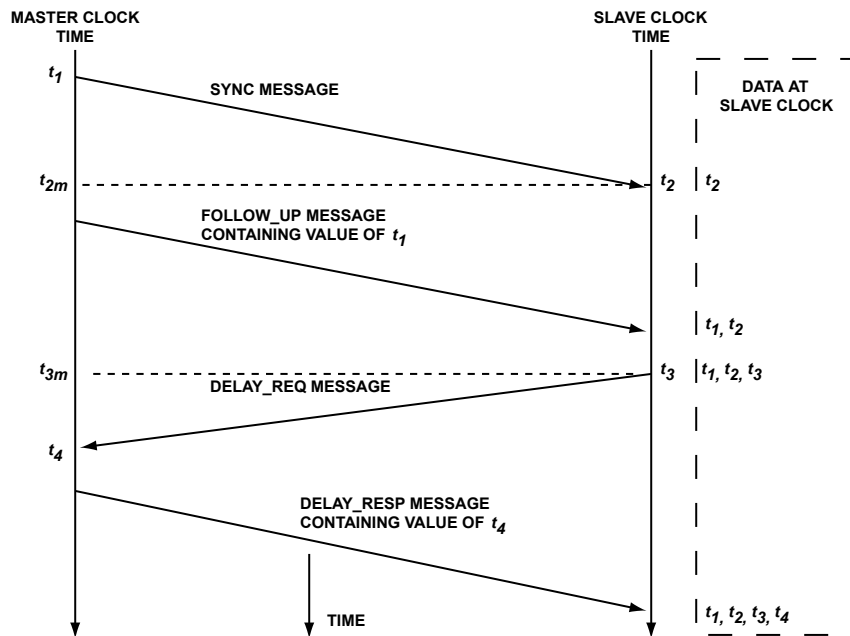 MASTER CLOCK
TIME
SLAVE CLOCK
TIME
t1
SYNC MESSAGE
DATA AT
SLAVE CLOCK
t2m
t2
t2
FOLLOW_UP MESSAGE
CONTAINING VALUE OF t1
t1, t2
t3m
DELAY_REQ MESSAGE
t3
t1, t2, t3
t4
DELAY_RESP MESSAGE
CONTAINING VALUE OF t4
TIME
t1, t2, t3, t4